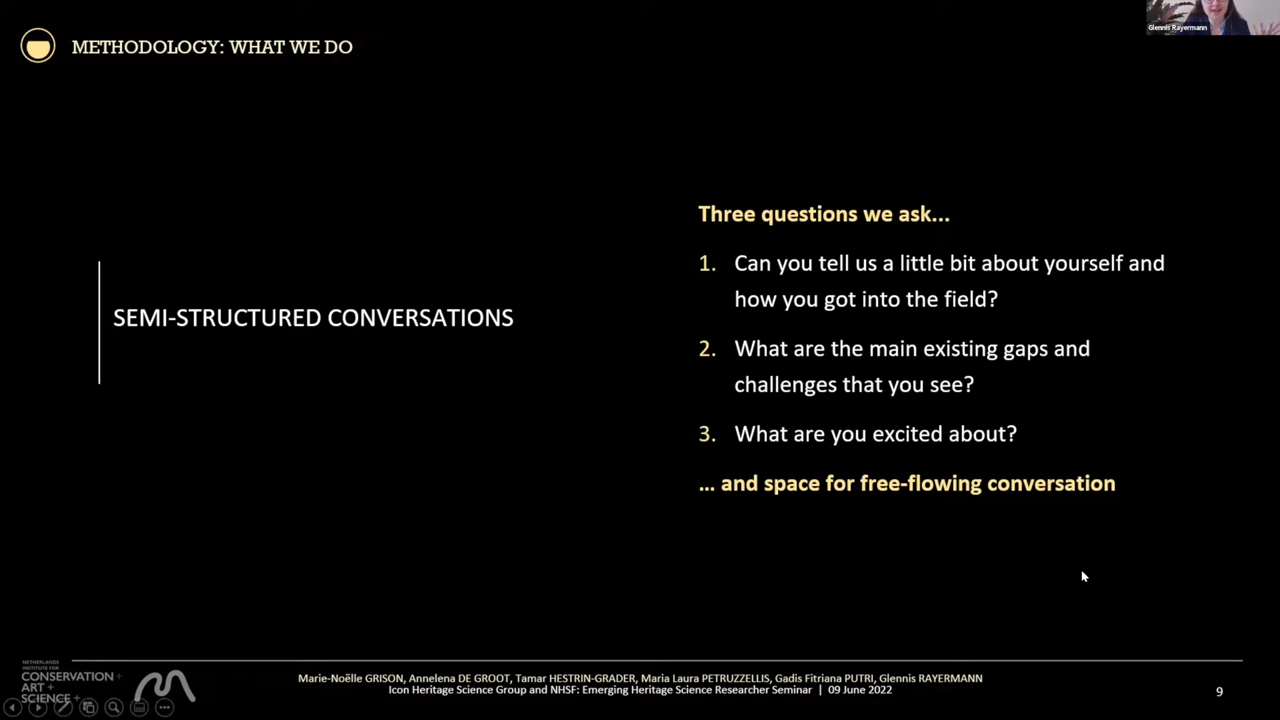 Glennis Rayermann
METHODOLOGY: WHAT WE DO
Three questions we ask...
1. Can you tell us a little bit about yourself and
how you got into the field?
SEMI-STRUCTURED CONVERSATIONS
2. What are the main existing gaps and
challenges that you see?
3. What are you excited about?
... and space for free-flowing conversation
NETHERLANDS
INSTITUTE FOR
CONSERVATION+
ART+
SCIENCE+
Marie-Noëlle GRISON, Annelena DE GROOT, Tamar HESTRIN-GRADER, Maria Laura PETRUZZELLIS, Gadis Fitriana PUTRI, Glennis RAYERMANN
Icon Heritage Science Group and NHSF: Emerging Heritage Science Researcher Seminar | 09 June 2022
9